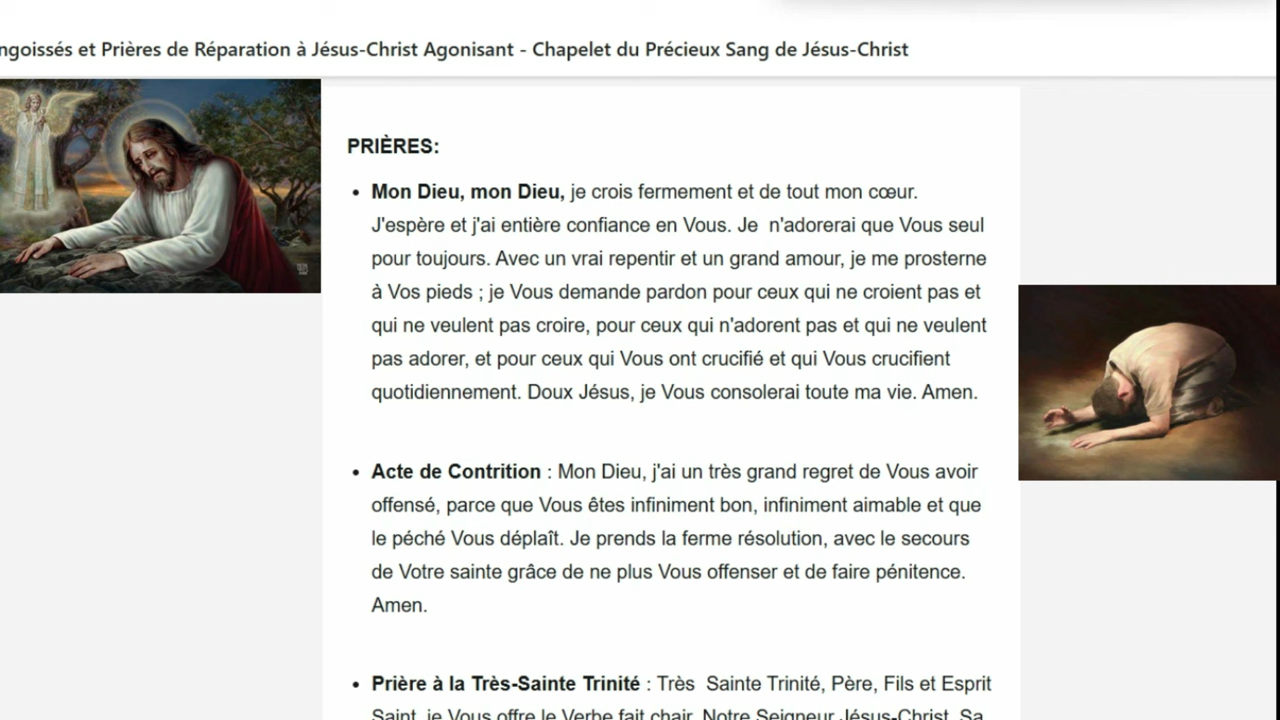 ngoissés et Prières de Réparation à Jésus-Christ Agonisant - Chapelet du Précieux Sang de Jésus-Christ
PRIÈRES:
• Mon Dieu, mon Dieu, je crois fermement et de tout mon cœur.
J'espère et j'ai entière confiance en Vous. Je  n'adorerai que Vous seul
pour toujours. Avec un vrai repentir et un grand amour, je me prosterne
à Vos pieds ; je Vous demande pardon pour ceux qui ne croient pas et
qui ne veulent pas croire, pour ceux qui n'adorent pas et qui ne veulent
pas adorer, et pour ceux qui Vous ont crucifié et qui Vous crucifient
quotidiennement. Doux Jésus, je Vous consolerai toute ma vie. Amen.
• Acte de Contrition : Mon Dieu, j'ai un très grand regret de Vous avoir
offensé, parce que Vous êtes infiniment bon, infiniment aimable et que
le péché Vous déplaît. Je prends la ferme résolution, avec le secours
de Votre sainte grâce de ne plus Vous offenser et de faire pénitence.
Amen.
• Prière à la Très-Sainte Trinité : Très  Sainte Trinité, Père, Fils et Esprit
Saint, je Vous offre le Verbe fait chair, Notre Seigneur Jésus-Christ, Sa